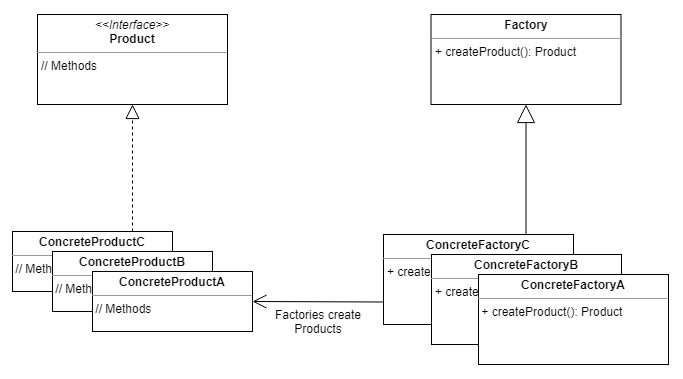 <<Interface>>
Product
// Methods
Factory
+ createProduct(): Product
ConcreteProductC
// Meth
ConcreteProductB
// Meth
ConcreteProductA
// Methods
Factories create
Products
ConcreteFactoryC
+ create
ConcreteFactoryB
+ create
ConcreteFactoryA
+ createProduct(): Product